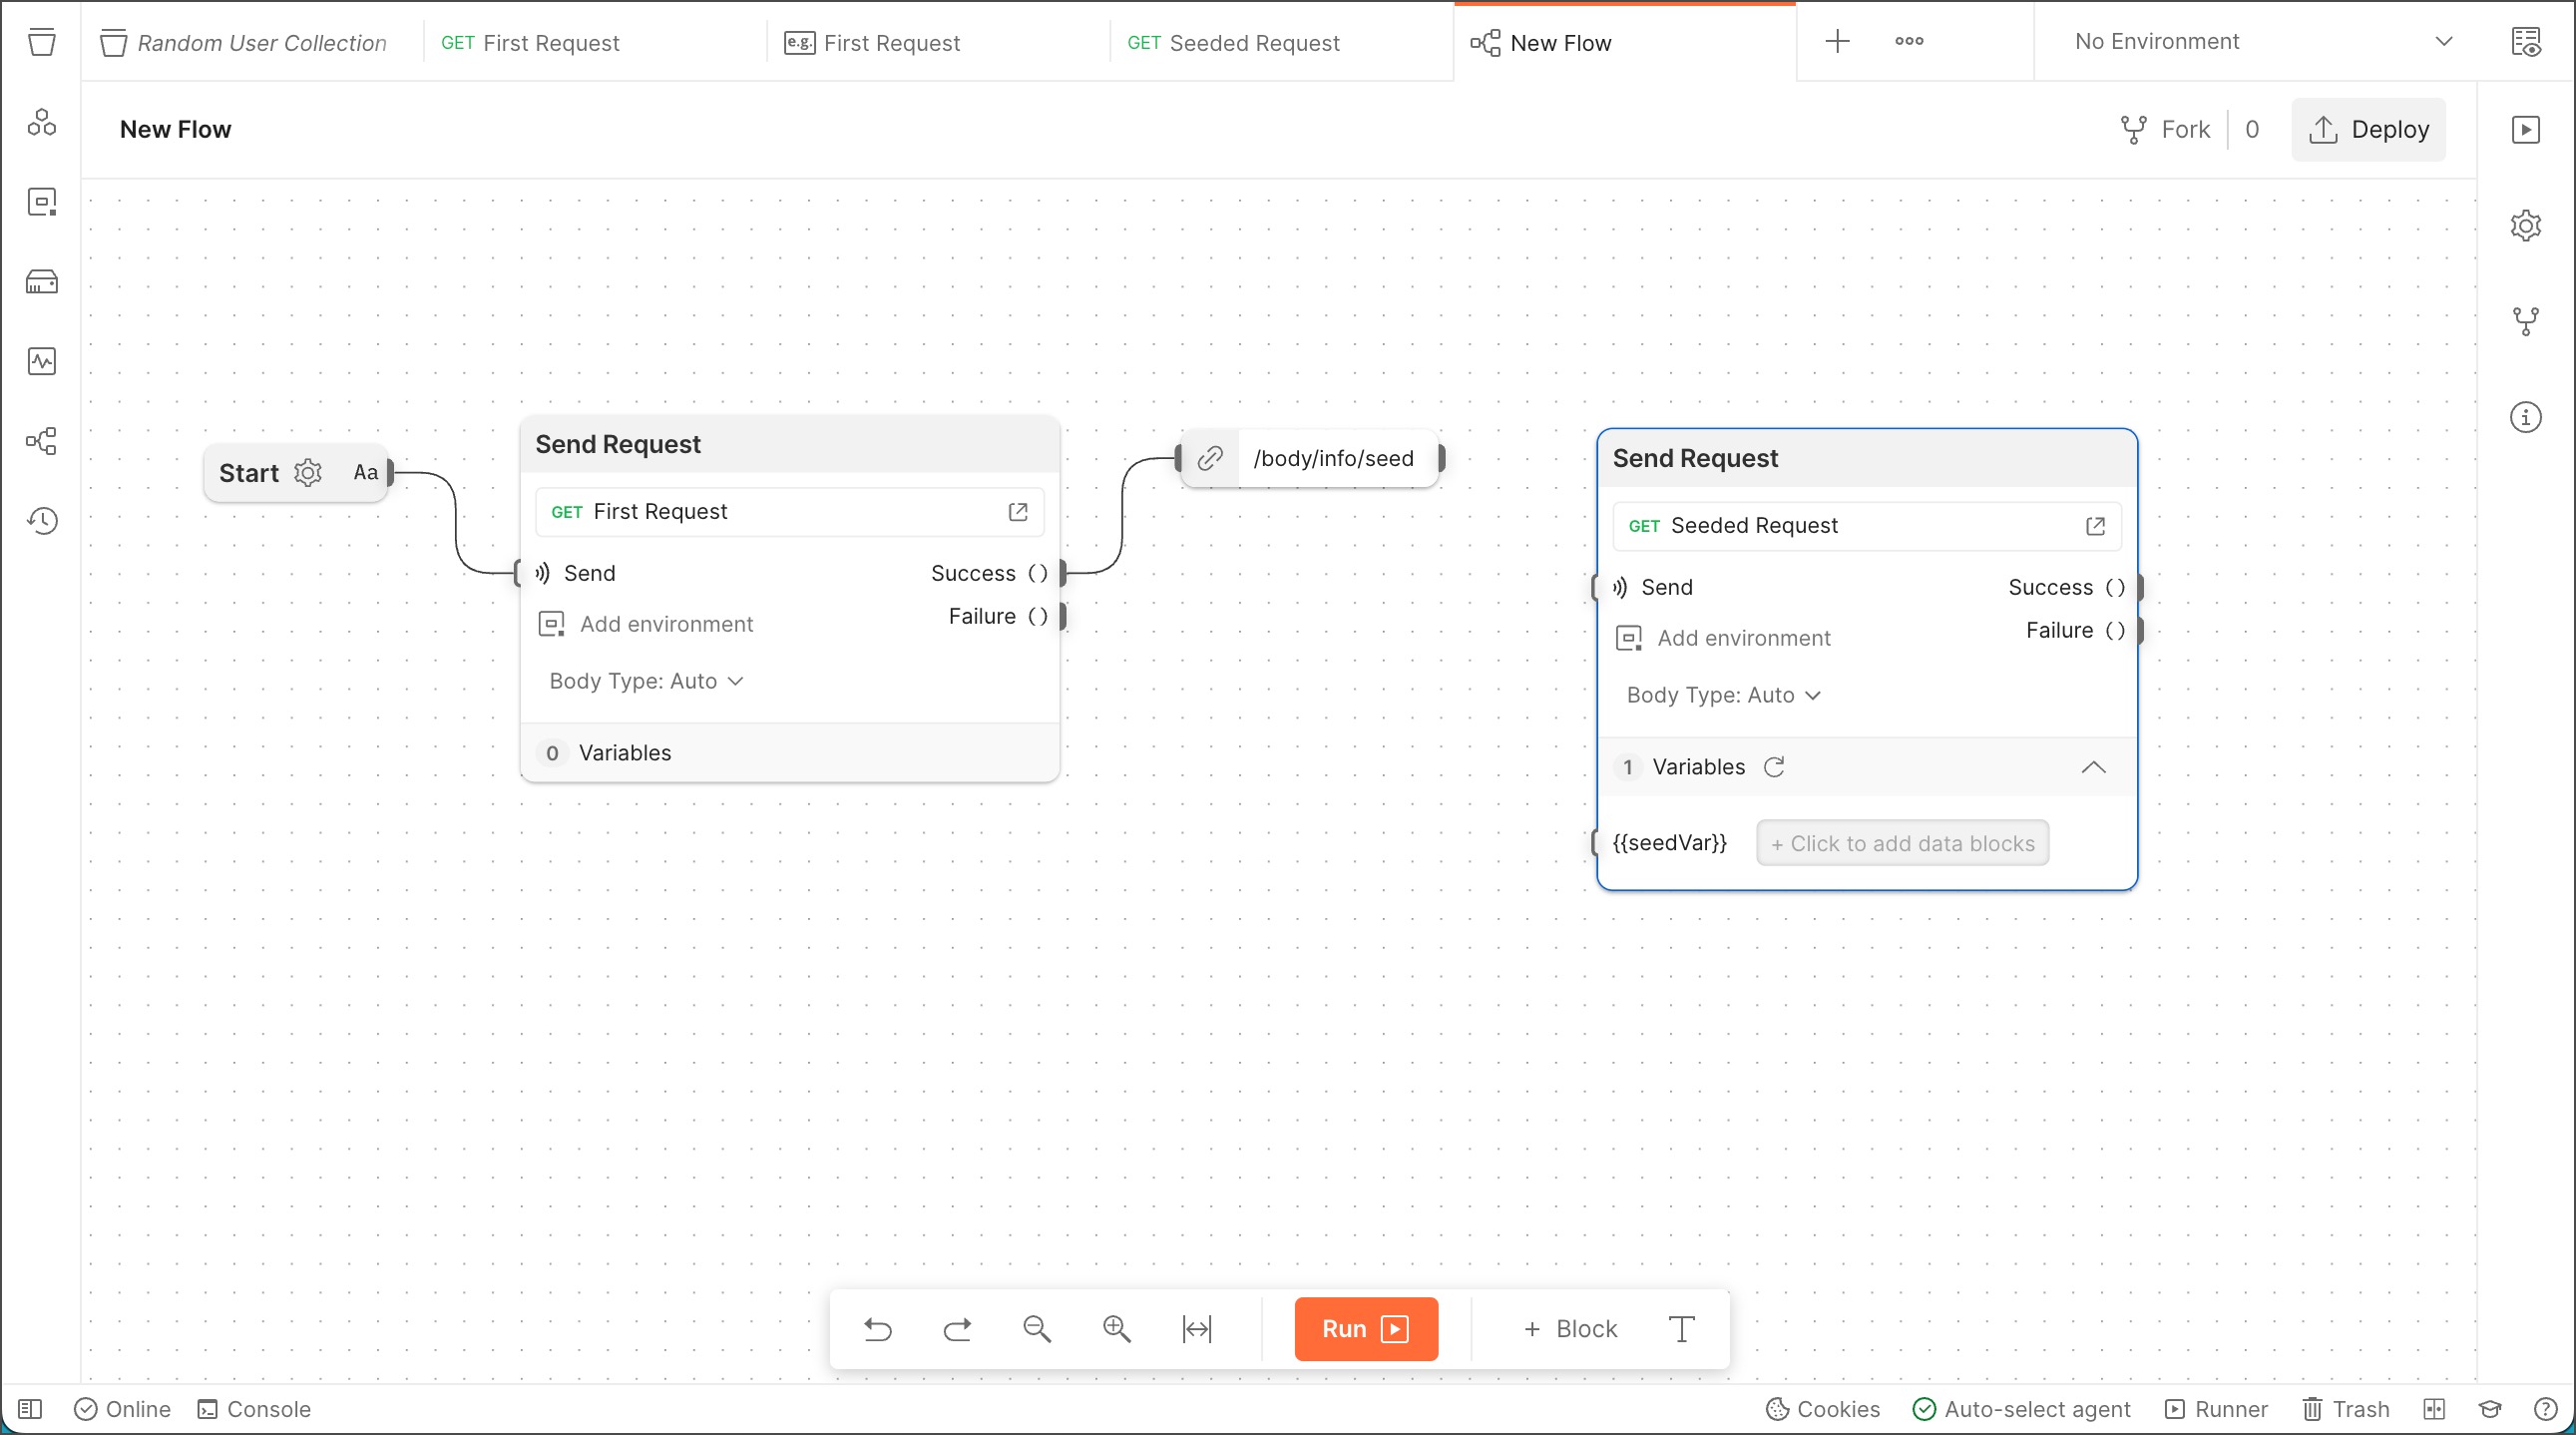 Random User Collection
GET First Request
e.g. First Request
GET Seeded Request
New Flow
No Environment
New Flow
Fork 0
Deploy
Start Aa
Send Request
GET First Request
Send
Success ()
Add environment
Failure ()
Body Type: Auto
0 Variables
/body/info/seed
Send Request
GET Seeded Request
Send
Success ()
Add environment
Failure ()
Body Type: Auto
1 Variables
{{seedVar}}
+ Click to add data blocks
Run
+ Block
T
Online
Console
Cookies
Auto-select agent
Runner
Trash